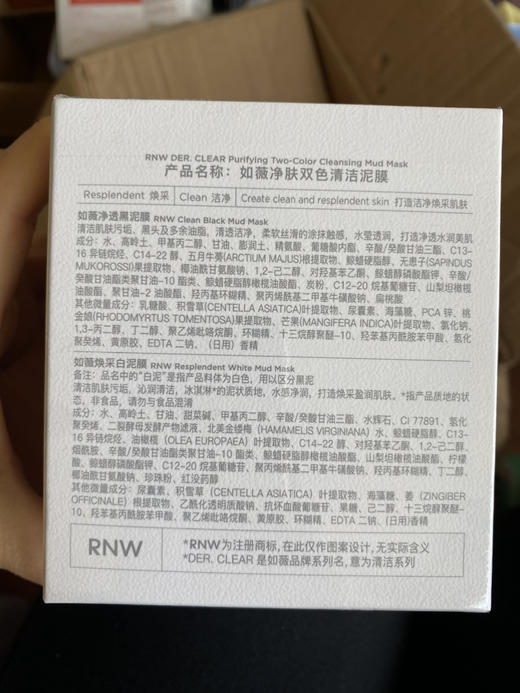 RNW DER. CLEAR Purifying Two-Color Cleansing Mud Mask
产品名称：如薇净肤双色清洁泥膜
Resplendent 焕采 Clean 洁净 Create clean and resplendent skin 打造洁净焕采肌肤
如薇净透黑泥膜 RNW Clean Black Mud Mask
清洁肌肤污垢、黑头及多余油脂，清透洁净，柔软丝滑的涂抹触感，水莹透润，打造净透水润美肌
成分：水、高岭土、甲基丙二醇、甘油、膨润土、精氨酸、葡糖酸内酯、辛酸/癸酸甘油三酯、C13-
16 异链烷烃、C14-22 醇、五月牛蒡(ARCTIUM MAJUS)根提取物、鲸蜡硬脂醇、无患子(SAPINDUS
MUKOROSSI)果提取物、椰油酰甘氨酸钠、1,2-己二醇、对羟基苯乙酮、鲸蜡醇磷酸酯钾、辛酸/
癸酸甘油酯类聚甘油-10 酯类、鲸蜡硬脂醇橄榄油酸酯、炭粉、C12-20 烷基葡糖苷、山梨坦橄榄
油酸酯、聚甘油-2 油酸酯、羟丙基环糊精、聚丙烯酰基二甲基牛磺酸钠、扁桃酸
其他微量成分：乳糖酸、积雪草(CENTELLA ASIATICA)叶提取物、尿囊素、海藻糖、PCA 锌、桃
金娘(RHODOMYRTUS TOMENTOSA)果提取物、芒果(MANGIFERA INDICA)叶提取物、氯化钠、
1,3-丙二醇、丁二醇、聚乙烯吡咯烷酮、环糊精、十三烷醇聚醚-10、羟苯基丙酰胺苯甲酸、氢化
聚癸烯、黄原胶、EDTA 二钠、（日用）香精
如薇焕采白泥膜 RNW Resplendent White Mud Mask
备注：品名中的“白泥”是指产品料体为白色，用以区分黑泥
清洁肌肤污垢，沁润清洁，冰淇淋*的泥状质地，水感净润，打造焕采盈润肌肤。*指产品质地的状
态，非食品，请勿与食品混淆
成分：水、高岭土、甘油、甜菜碱、甲基丙二醇、辛酸/癸酸甘油三酯、水辉石、CI 77891、氢化
聚癸烯、二裂酵母发酵产物滤液、北美金缕梅 (HAMAMELIS VIRGINIANA) 水、鲸蜡硬脂醇、C13-
16 异链烷烃、油橄榄 (OLEA EUROPAEA) 叶提取物、C14-22 醇、对羟基苯乙酮、1,2-己二醇、
烟酰胺、辛酸/癸酸甘油酯类聚甘油-10 酯类、鲸蜡硬脂醇橄榄油酸酯、山梨坦橄榄油酸酯、柠檬
酸、鲸蜡醇磷酸酯钾、C12-20 烷基葡糖苷、聚丙烯酰基二甲基牛磺酸钠、羟丙基环糊精、丁二醇、
椰油酰甘氨酸钠、珍珠粉、红没药醇
其他微量成分：尿囊素、积雪草 (CENTELLA ASIATICA) 叶提取物、海藻糖、姜 (ZINGIBER
OFFICINALE) 根提取物、乙酰化透明质酸钠、抗坏血酸葡糖苷、果糖、己二醇、十三烷醇聚醚-
10、羟苯基丙酰胺苯甲酸、聚乙烯吡咯烷酮、黄原胶、环糊精、EDTA 二钠、(日用)香精
RNW
*RNW为注册商标，在此仅作图案设计，无实际含义
*DER. CLEAR 是如薇品牌系列名，意为清洁系列